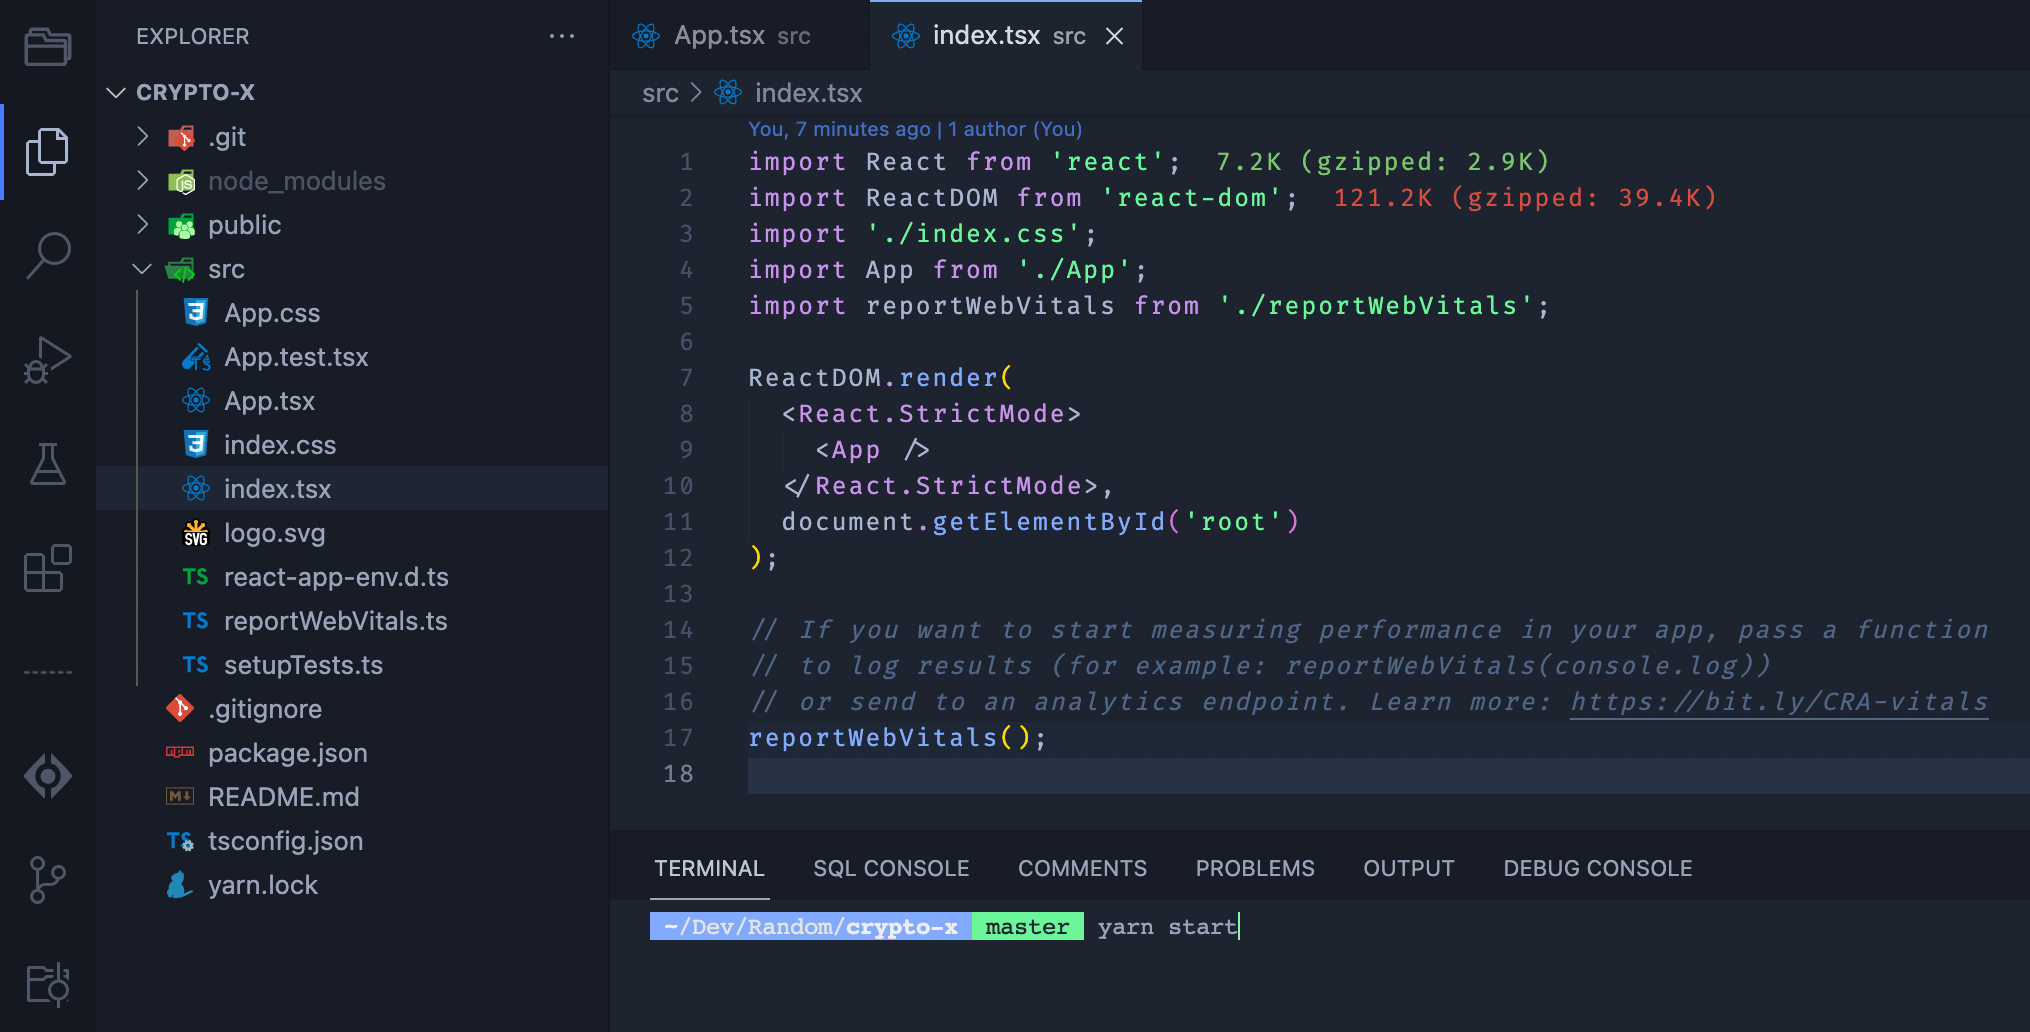 EXPLORER
···
CRYPTO-X
.git
node_modules
public
src
App.css
App.test.tsx
App.tsx
index.css
index.tsx
logo.svg
react-app-env.d.ts
reportWebVitals.ts
setupTests.ts
.gitignore
package.json
README.md
tsconfig.json
yarn.lock
App.tsx src
index.tsx src
src > index.tsx
You, 7 minutes ago | 1 author (You)
1 import React from 'react'; 7.2K (gzipped: 2.9K)
2 import ReactDOM from 'react-dom'; 121.2K (gzipped: 39.4K)
3 import './index.css';
4 import App from './App';
5 import reportWebVitals from './reportWebVitals';
6
7 ReactDOM.render(
8 <React.StrictMode>
9 <App />
10 </React.StrictMode>,
11 document.getElementById('root')
12 );
13
14 // If you want to start measuring performance in your app, pass a function
15 // to log results (for example: reportWebVitals(console.log))
16 // or send to an analytics endpoint. Learn more: https://bit.ly/CRA-vitals
17 reportWebVitals();
18
TERMINAL SQL CONSOLE COMMENTS PROBLEMS OUTPUT DEBUG CONSOLE
~/Dev/Random/crypto-x master yarn start